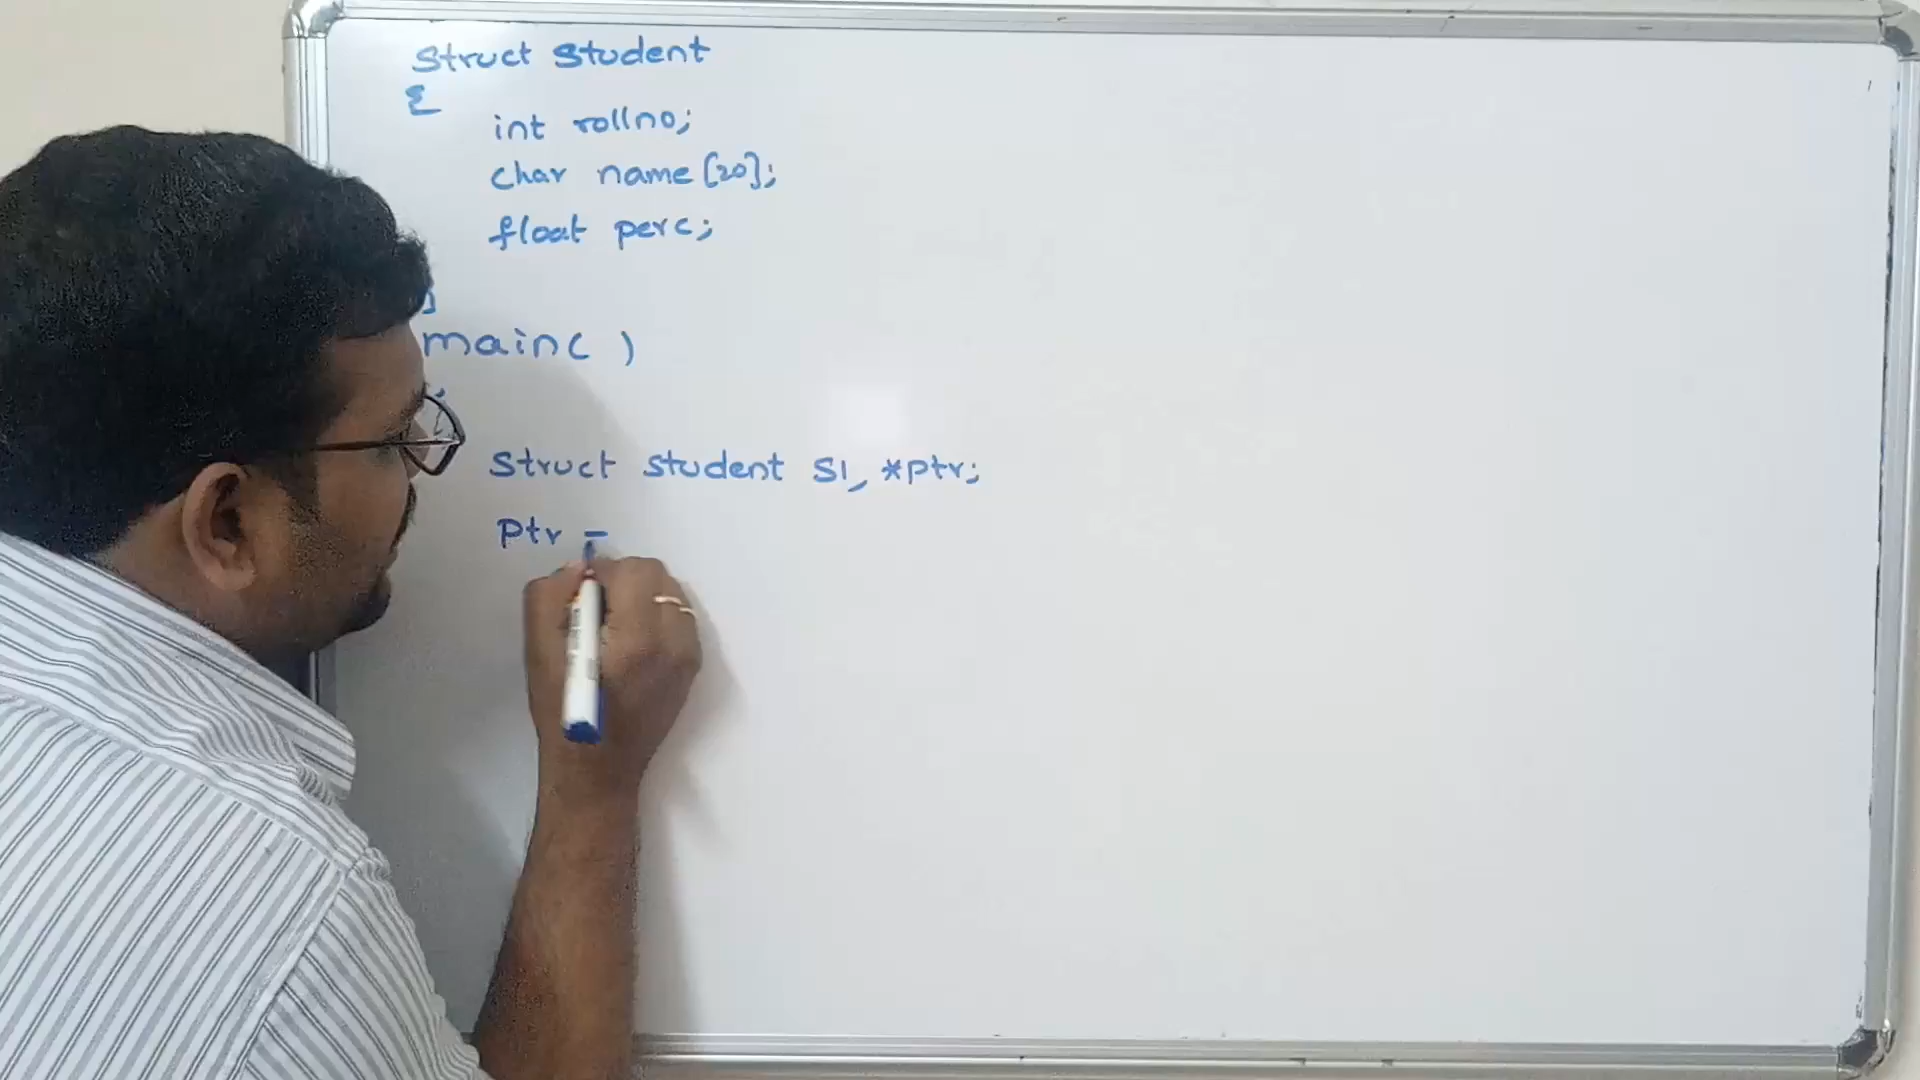 Struct Student
{
int rollno;
char name[20];
float perc;
}
main( )
Struct student S1, *ptr;
Ptr =